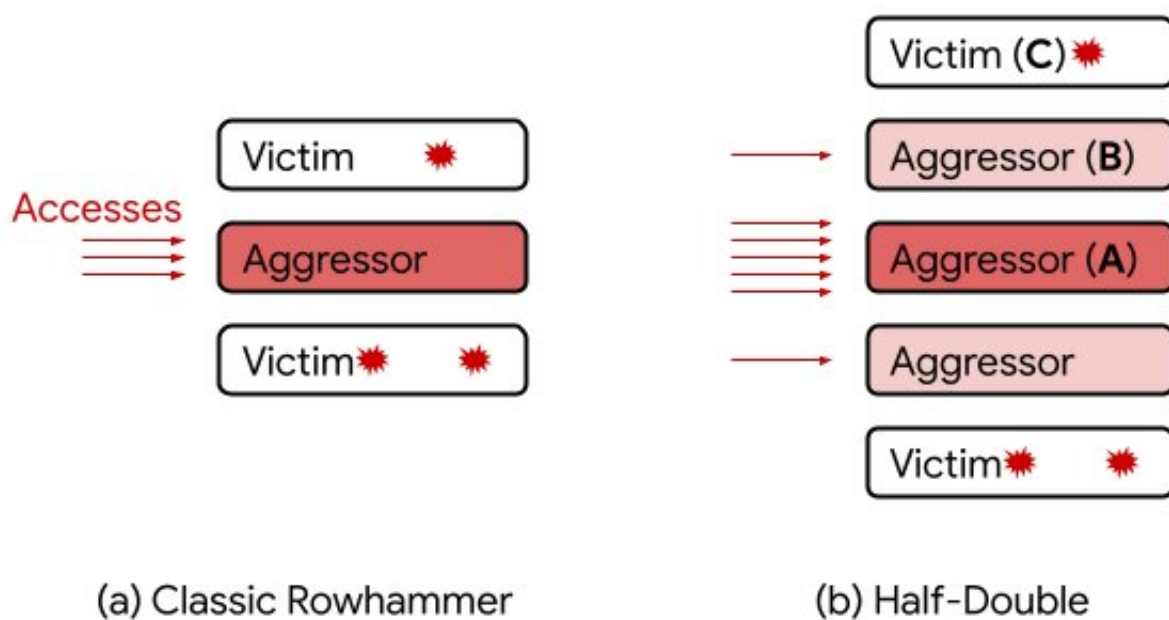 Victim
Accesses
Aggressor
Victim
(a) Classic Rowhammer
Victim (C)
Aggressor (B)
Aggressor (A)
Aggressor
Victim
(b) Half-Double